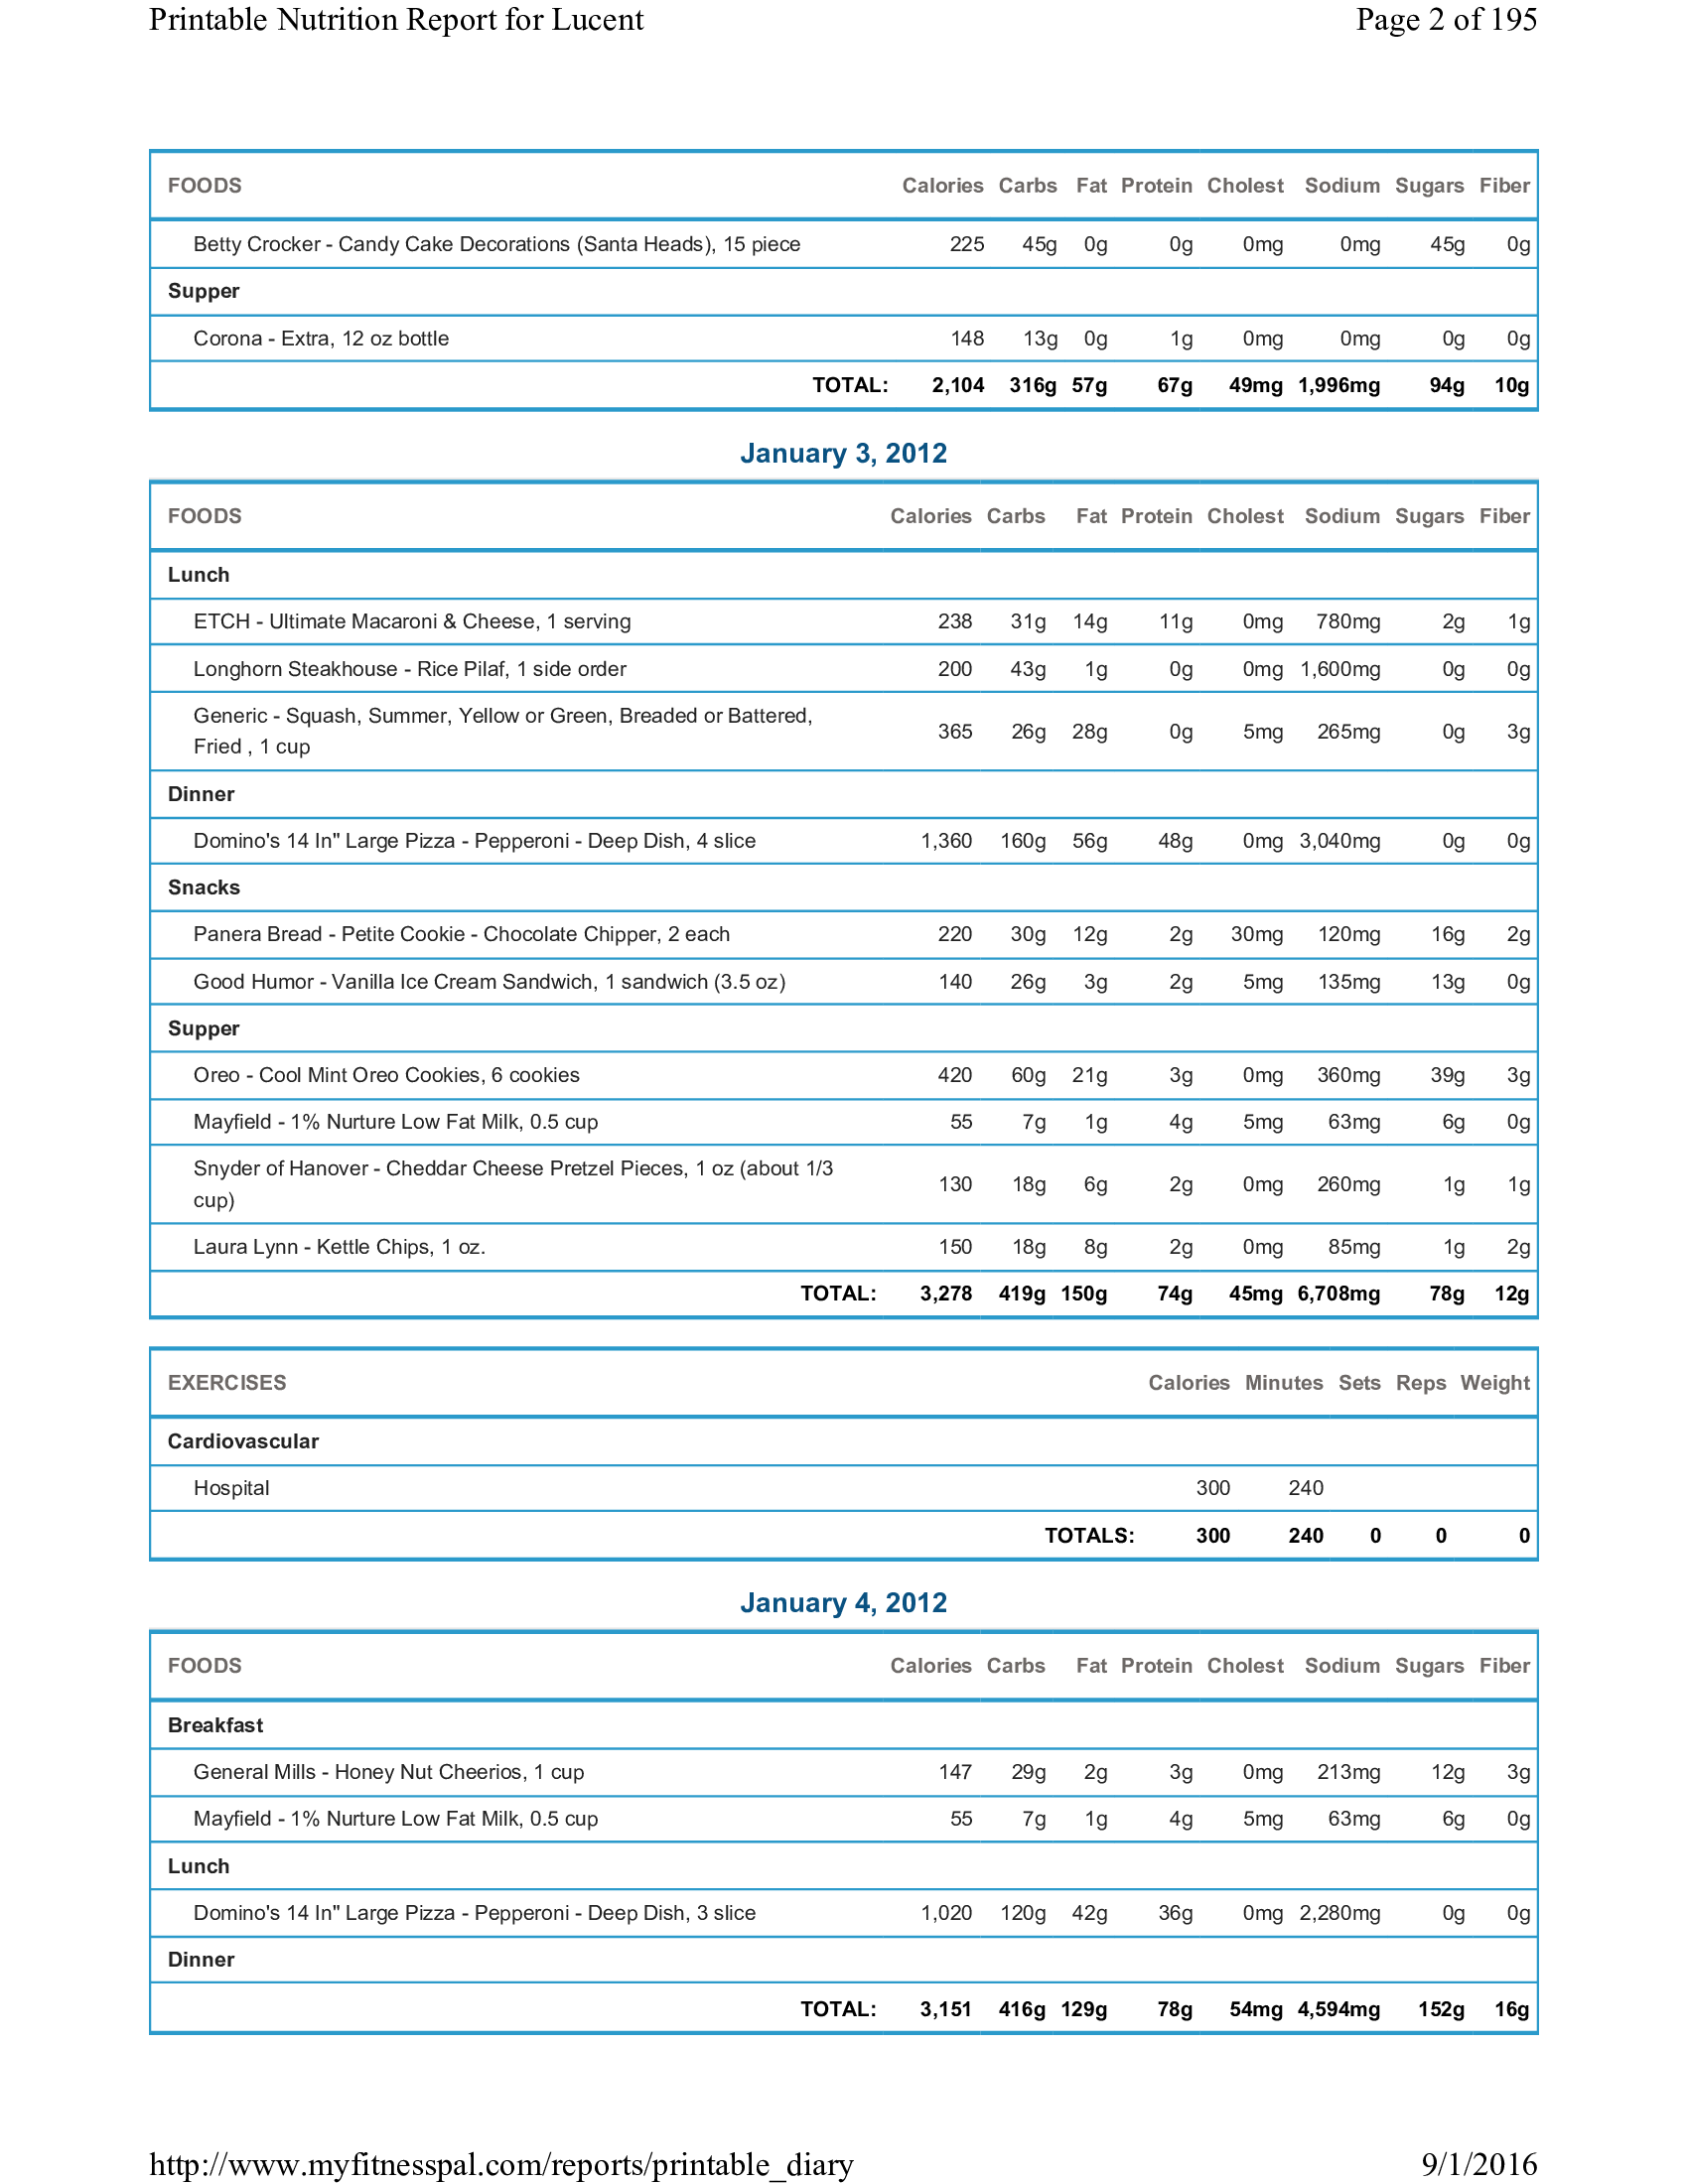 Printable Nutrition Report for Lucent Page 2 of 195
FOODS Calories Carbs Fat Protein Cholest Sodium Sugars Fiber
Betty Crocker - Candy Cake Decorations (Santa Heads), 15 piece 225 45g 0g 0g 0mg 0mg 45g 0g
Supper
Corona - Extra, 12 oz bottle 148 13g 0g 1g 0mg 0mg 0g 0g
TOTAL: 2,104 316g 57g 67g 49mg 1,996mg 94g 10g
January 3, 2012
FOODS Calories Carbs Fat Protein Cholest Sodium Sugars Fiber
Lunch
ETCH - Ultimate Macaroni & Cheese, 1 serving 238 31g 14g 11g 0mg 780mg 2g 1g
Longhorn Steakhouse - Rice Pilaf, 1 side order 200 43g 1g 0g 0mg 1,600mg 0g 0g
Generic - Squash, Summer, Yellow or Green, Breaded or Battered,
Fried , 1 cup 365 26g 28g 0g 5mg 265mg 0g 3g
Dinner
Domino's 14 In" Large Pizza - Pepperoni - Deep Dish, 4 slice 1,360 160g 56g 48g 0mg 3,040mg 0g 0g
Snacks
Panera Bread - Petite Cookie - Chocolate Chipper, 2 each 220 30g 12g 2g 30mg 120mg 16g 2g
Good Humor - Vanilla Ice Cream Sandwich, 1 sandwich (3.5 oz) 140 26g 3g 2g 5mg 135mg 13g 0g
Supper
Oreo - Cool Mint Oreo Cookies, 6 cookies 420 60g 21g 3g 0mg 360mg 39g 3g
Mayfield - 1% Nurture Low Fat Milk, 0.5 cup 55 7g 1g 4g 5mg 63mg 6g 0g
Snyder of Hanover - Cheddar Cheese Pretzel Pieces, 1 oz (about 1/3
cup) 130 18g 6g 2g 0mg 260mg 1g 1g
Laura Lynn - Kettle Chips, 1 oz. 150 18g 8g 2g 0mg 85mg 1g 2g
TOTAL: 3,278 419g 150g 74g 45mg 6,708mg 78g 12g
EXERCISES Calories Minutes Sets Reps Weight
Cardiovascular
Hospital 300 240
TOTALS: 300 240 0 0 0
January 4, 2012
FOODS Calories Carbs Fat Protein Cholest Sodium Sugars Fiber
Breakfast
General Mills - Honey Nut Cheerios, 1 cup 147 29g 2g 3g 0mg 213mg 12g 3g
Mayfield - 1% Nurture Low Fat Milk, 0.5 cup 55 7g 1g 4g 5mg 63mg 6g 0g
Lunch
Domino's 14 In" Large Pizza - Pepperoni - Deep Dish, 3 slice 1,020 120g 42g 36g 0mg 2,280mg 0g 0g
Dinner
TOTAL: 3,151 416g 129g 78g 54mg 4,594mg 152g 16g
http://www.myfitnesspal.com/reports/printable_diary 9/1/2016